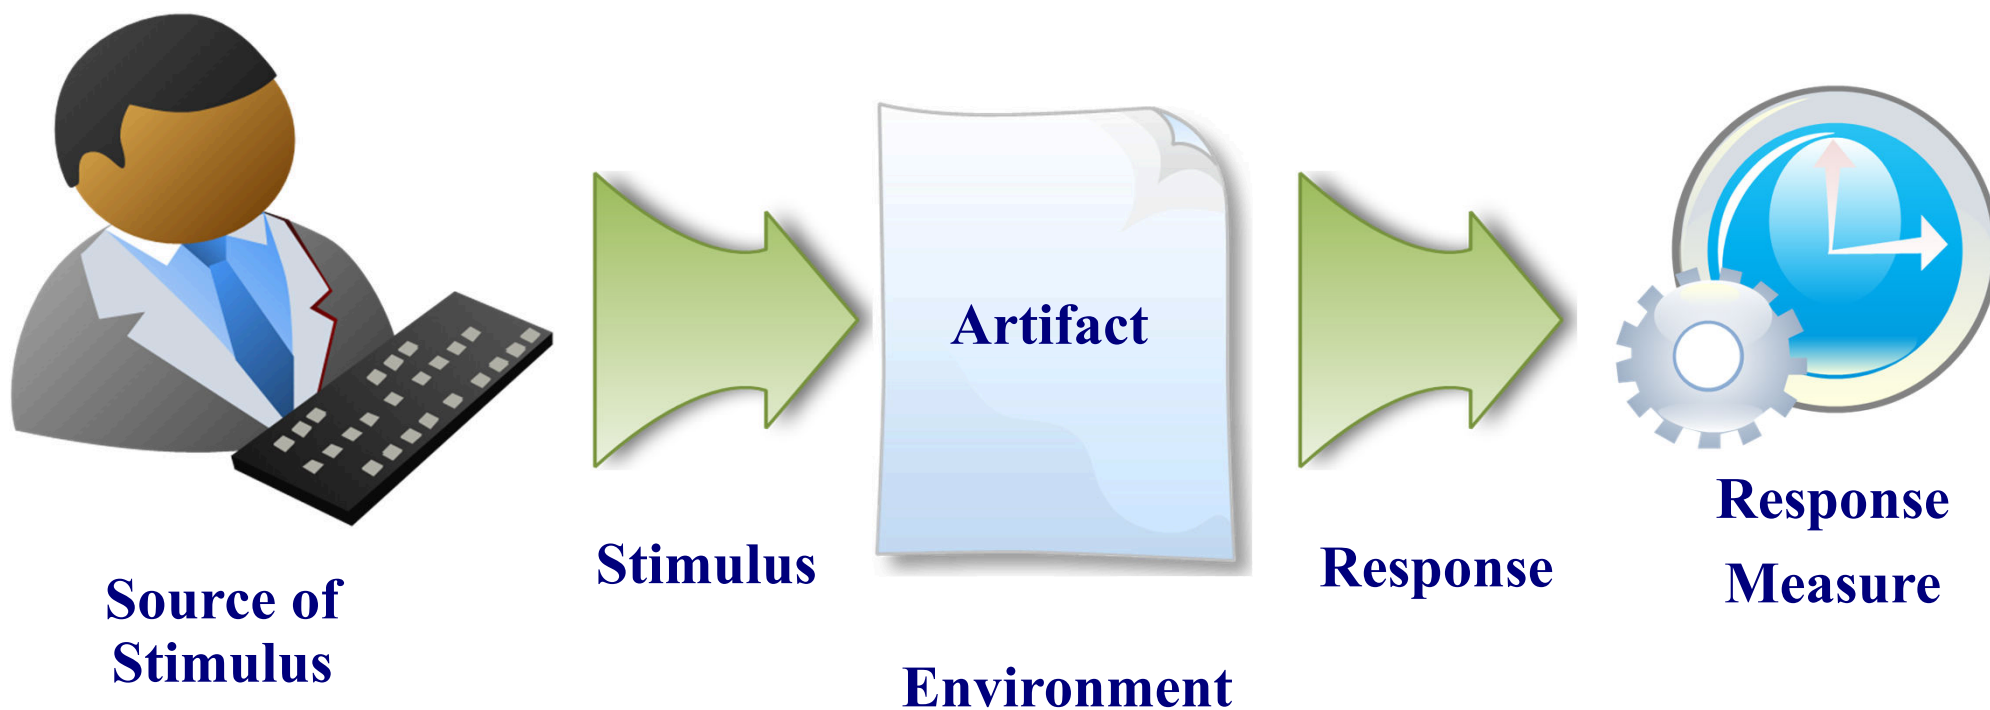 Source of
Stimulus
Stimulus
Artifact
Environment
Response
Response
Measure